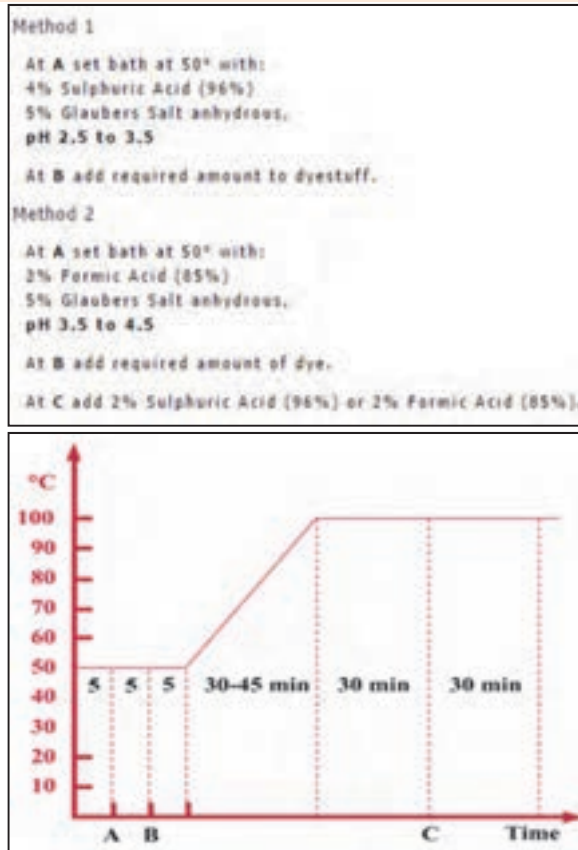 Method 1
At A set bath at 50° with:
4% Sulphuric Acid (96%)
5% Glaubers Salt anhydrous,
pH 2.5 to 3.5
At B add required amount to dyestuff.
Method 2
At A set bath at 50° with:
2% Formic Acid (85%)
5% Glaubers Salt anhydrous,
pH 3.5 to 4.5
At B add required amount of dye.
At C add 2% Sulphuric Acid (96%) or 2% Formic Acid (85%).
°C
100
90
80
70
60
50
40
30
20
10
5 5 5 30-45 min 30 min 30 min
A B C Time